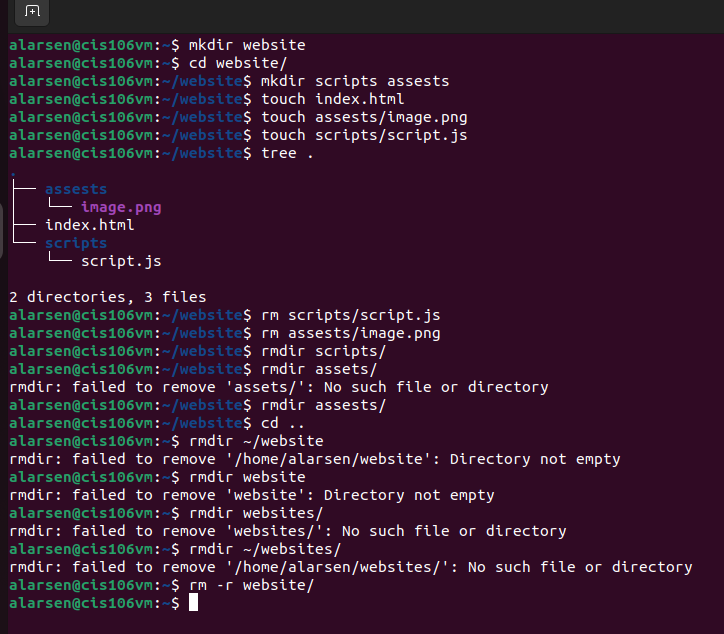 alarsen@cis106vm:~$ mkdir website
alarsen@cis106vm:~$ cd website/
alarsen@cis106vm:~/website$ mkdir scripts assests
alarsen@cis106vm:~/website$ touch index.html
alarsen@cis106vm:~/website$ touch assests/image.png
alarsen@cis106vm:~/website$ touch scripts/script.js
alarsen@cis106vm:~/website$ tree .
.
├── assests
│   └── image.png
├── index.html
└── scripts
    └── script.js
2 directories, 3 files
alarsen@cis106vm:~/website$ rm scripts/script.js
alarsen@cis106vm:~/website$ rm assests/image.png
alarsen@cis106vm:~/website$ rmdir scripts/
alarsen@cis106vm:~/website$ rmdir assets/
rmdir: failed to remove 'assets/': No such file or directory
alarsen@cis106vm:~/website$ rmdir assests/
alarsen@cis106vm:~/website$ cd ..
alarsen@cis106vm:~$ rmdir ~/website
rmdir: failed to remove '/home/alarsen/website': Directory not empty
alarsen@cis106vm:~$ rmdir website
rmdir: failed to remove 'website': Directory not empty
alarsen@cis106vm:~$ rmdir websites/
rmdir: failed to remove 'websites/': No such file or directory
alarsen@cis106vm:~$ rmdir ~/websites/
rmdir: failed to remove '/home/alarsen/websites/': No such file or directory
alarsen@cis106vm:~$ rm -r website/
alarsen@cis106vm:~$